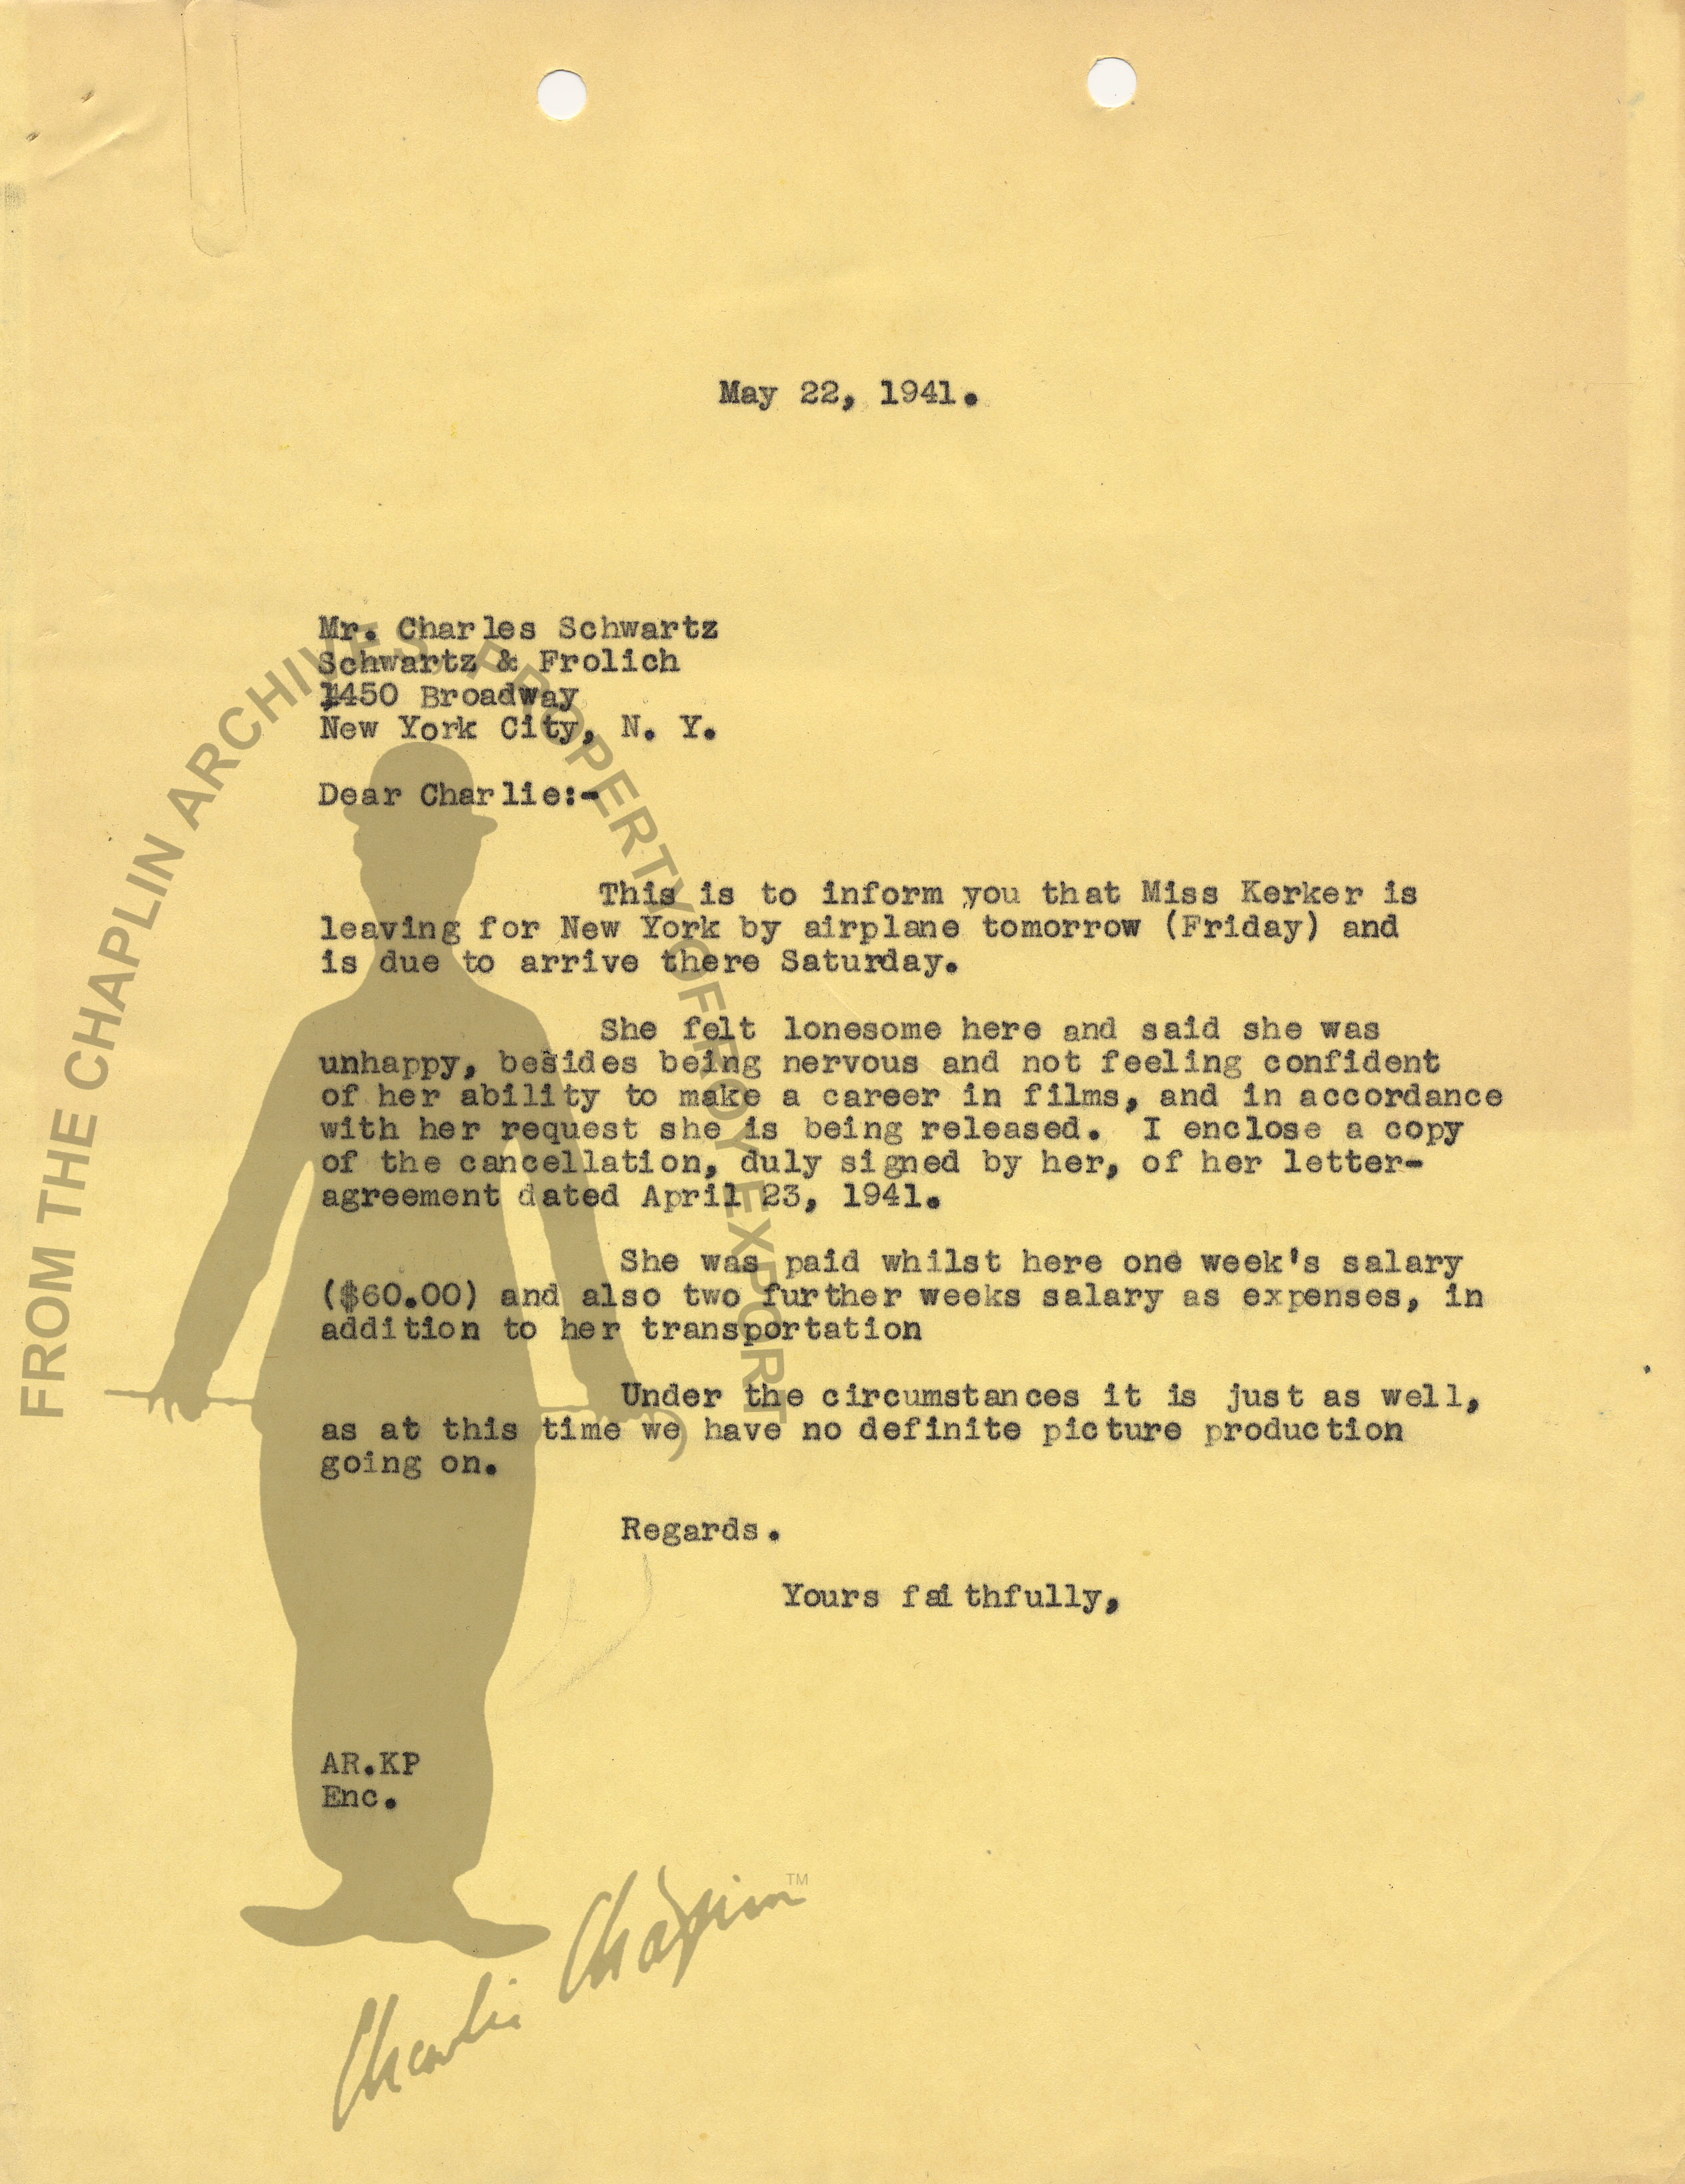 May 22, 1941.
Mr. Charles Schwartz
Schwartz & Frolich
1450 Broadway
New York City, N. Y.
Dear Charlie:-
This is to inform you that Miss Kerker is
leaving for New York by airplane tomorrow (Friday) and
is due to arrive there Saturday.
She felt lonesome here and said she was
unhappy, besides being nervous and not feeling confident
of her ability to make a career in films, and in accordance
with her request she is being released. I enclose a copy
of the cancellation, duly signed by her, of her letter-
agreement dated April 23, 1941.
She was paid whilst here one week's salary
($60.00) and also two further weeks salary as expenses, in
addition to her transportation
Under the circumstances it is just as well,
as at this time we have no definite picture production
going on.
Regards.
Yours faithfully,
AR.KP
Enc.
FROM THE CHAPLIN ARCHIVES, PROPERTY OF ROY EXPORT
Charlie Chaplin TM